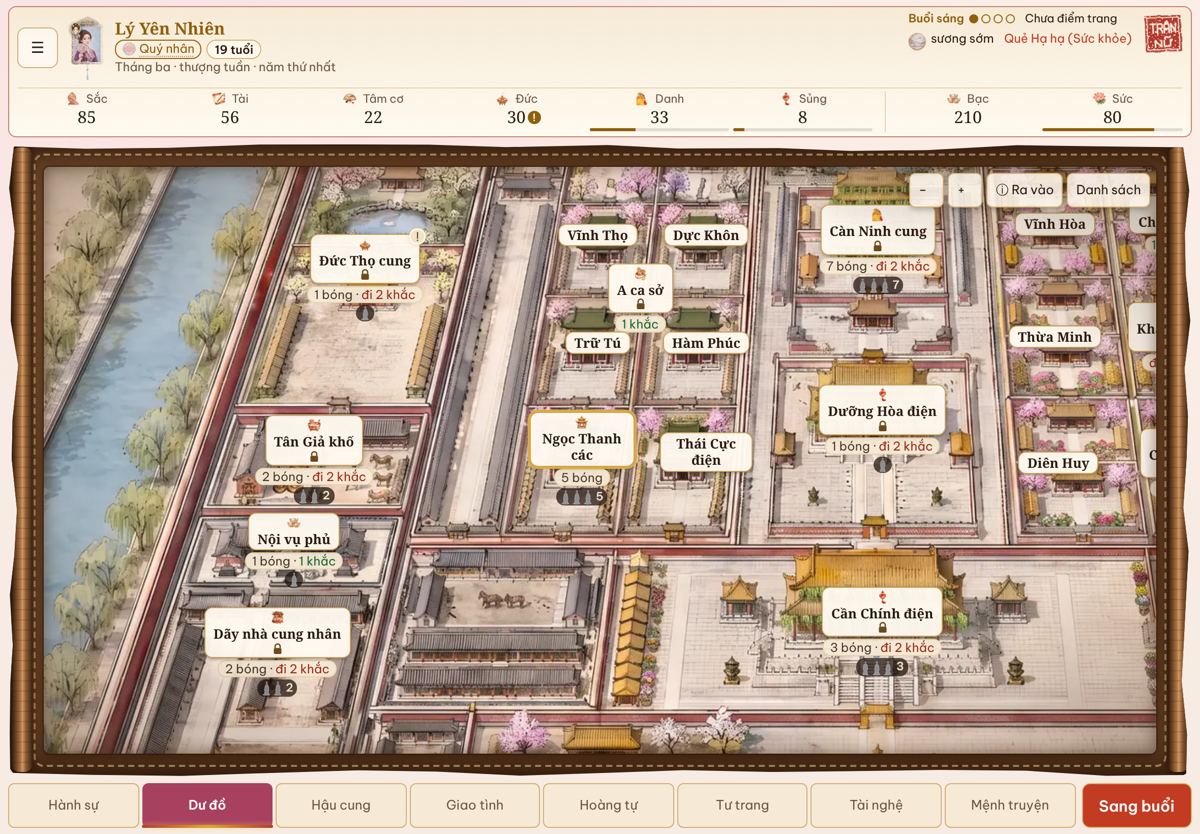 ☰
Lý Yên Nhiên
Quý nhân
19 tuổi
Tháng ba · thượng tuần · năm thứ nhất
Buổi sáng
Chưa điểm trang
sương sớm
Quẻ Hạ hạ (Sức khỏe)
TRÂN NỮ
Sắc
85
Tài
56
Tâm cơ
22
Đức
30 !
Danh
33
Sủng
8
Bạc
210
Sức
80
−
+
ⓘ Ra vào
Danh sách
Đức Thọ cung
!
1 bóng · đi 2 khắc
Vĩnh Thọ
Dực Khôn
A ca sở
1 khắc
Trữ Tú
Hàm Phúc
Càn Ninh cung
7 bóng · đi 2 khắc
7
Vĩnh Hòa
Ch
Thừa Minh
Kh
Dưỡng Hòa điện
1 bóng · đi 2 khắc
Tân Giả khố
2 bóng · đi 2 khắc
2
Ngọc Thanh
các
5 bóng
5
Thái Cực
điện
Diên Huy
Nội vụ phủ
1 bóng · 1 khắc
Dãy nhà cung nhân
2 bóng · đi 2 khắc
2
Cần Chính điện
3 bóng · đi 2 khắc
3
Hành sự
Dư đồ
Hậu cung
Giao tình
Hoàng tự
Tư trang
Tài nghệ
Mệnh truyện
Sang buổi